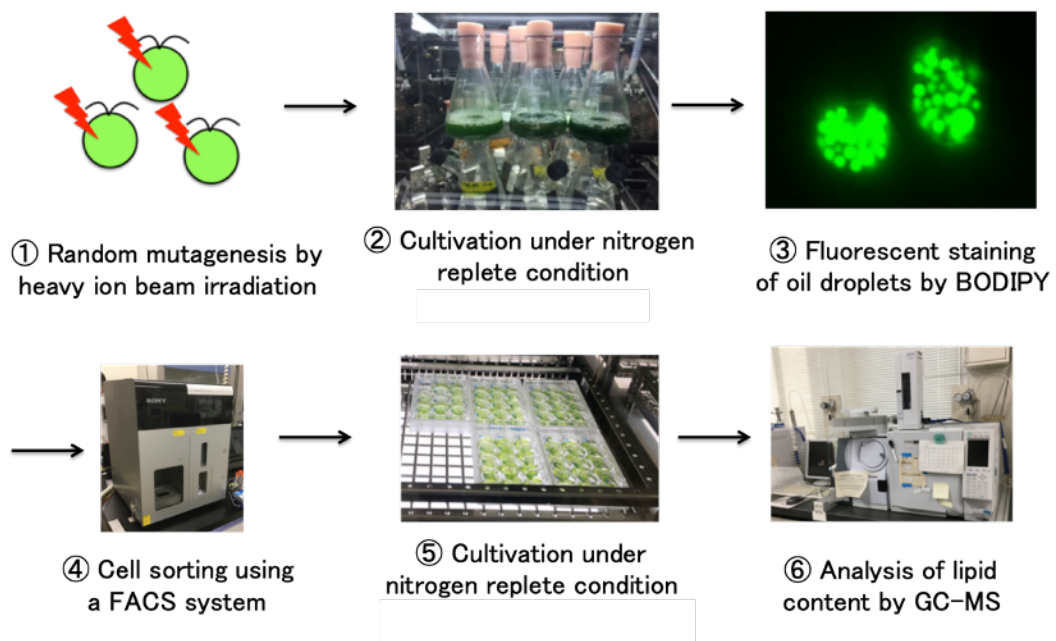 ① Random mutagenesis by
heavy ion beam irradiation
② Cultivation under nitrogen
replete condition
③ Fluorescent staining
of oil droplets by BODIPY
SONY
④ Cell sorting using
a FACS system
⑤ Cultivation under
nitrogen replete condition
⑥ Analysis of lipid
content by GC-MS